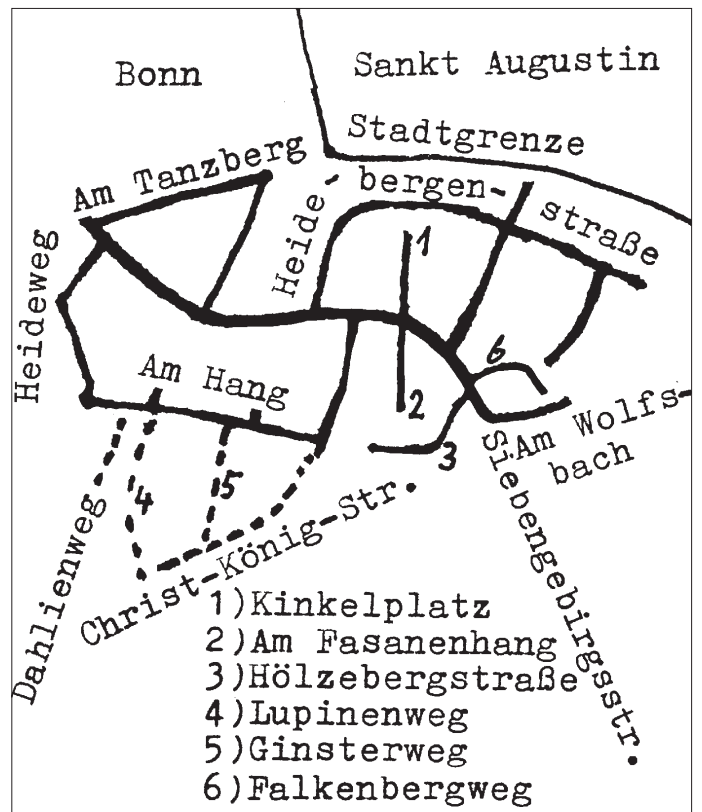 Bonn
Sankt Augustin
Stadtgrenze
Am Tanzberg
Heide-
bergen-
straße
Heideweg
1
Am Hang
6
2
3
Am Wolfs-
bach
4
5
Siebengebirgsstr.
Dahlienweg
Christ-König-Str.
1)Kinkelplatz
2)Am Fasanenhang
3)Hölzebergstraße
4)Lupinenweg
5)Ginsterweg
6)Falkenbergweg